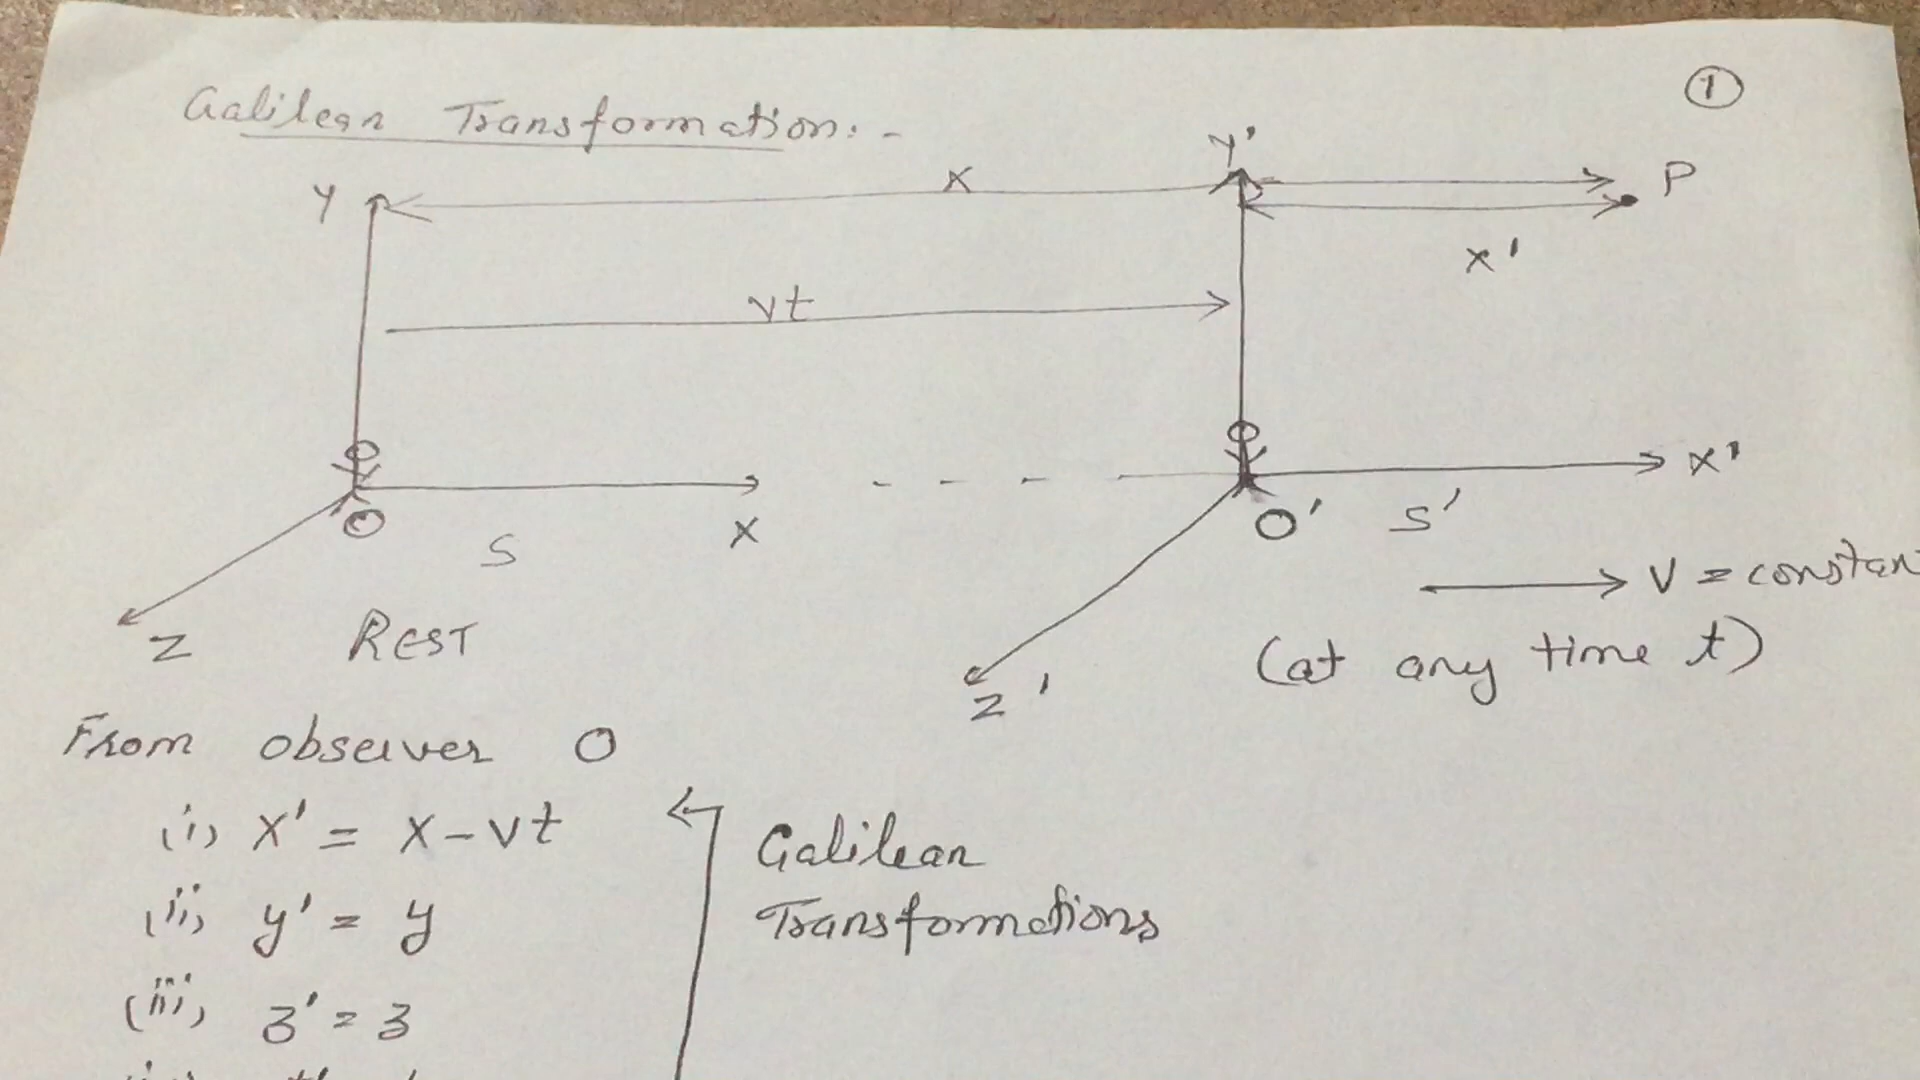 ①
Galilean Transformation:-
Y'
X
P
Y
x'
vt
X'
O
O' S'
S
X
V = constan
Z
REST
(at any time t)
Z'
From observer O
(i) x' = x - vt
Galilean
(ii) y' = y
Transformations
(iii) z' = z